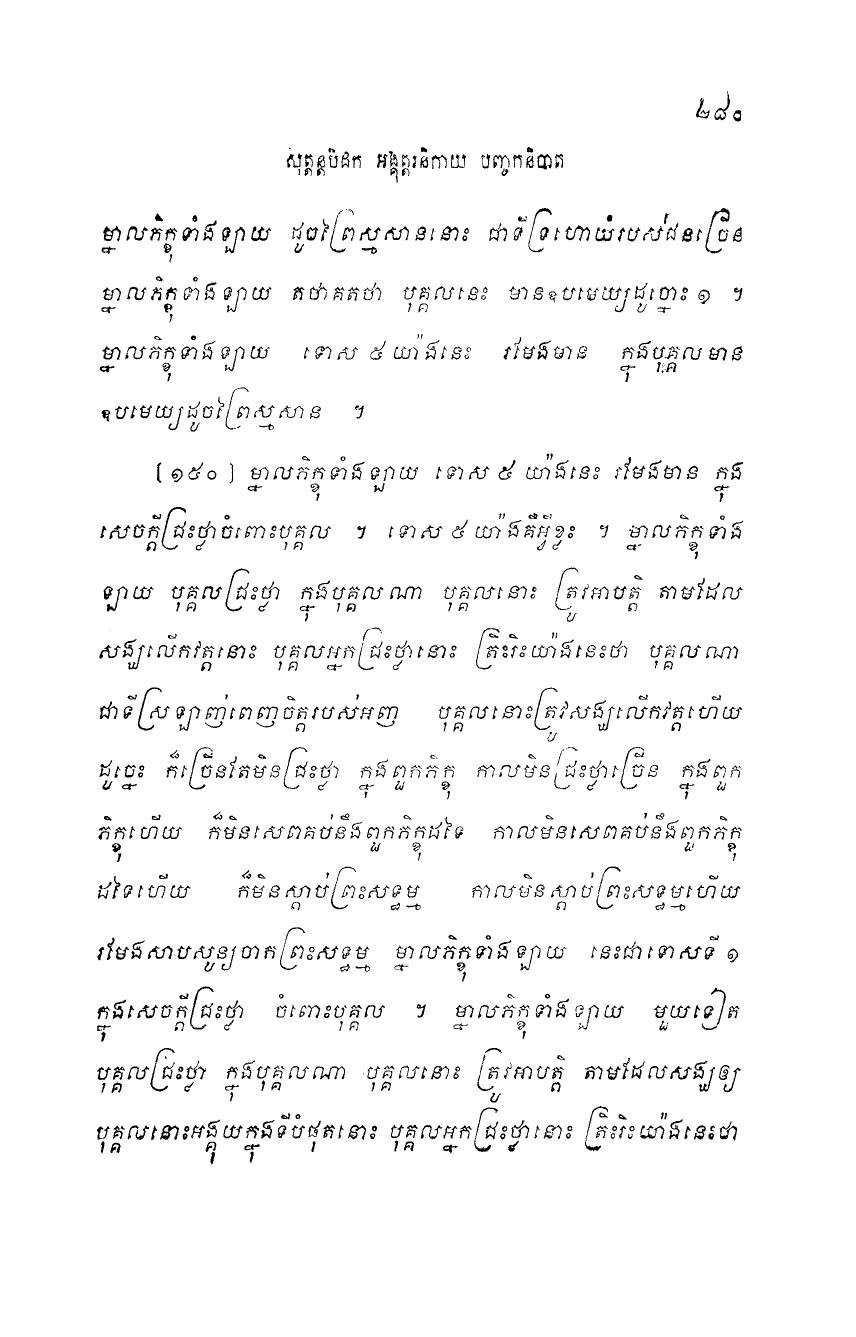 ២៨០
សុត្តន្តបិដក អង្គុត្តរនិកាយ បញ្ចកនិបាត
ម្នាលភិក្ខុទាំងឡាយ ដូចព្រៃស្មសាននោះ ជាទីទ្រហោយំរបស់ជនច្រើន
ម្នាលភិក្ខុទាំងឡាយ តថាគតថា បុគ្គលនេះ មានឧបមេយ្យដូច្នោះ ១ ។
ម្នាលភិក្ខុទាំងឡាយ ទោស ៥ យ៉ាងនេះ រមែងមាន ក្នុងបុគ្គលមាន
ឧបមេយ្យដូចព្រៃស្មសាន ។
[១៥០] ម្នាលភិក្ខុទាំងឡាយ ទោស ៥ យ៉ាងនេះ រមែងមាន ក្នុង
សេចក្តីជ្រះថ្លាចំពោះបុគ្គល ។ ទោស ៥ យ៉ាងគឺអ្វីខ្លះ ។ ម្នាលភិក្ខុទាំង
ឡាយ បុគ្គលជ្រះថ្លា ក្នុងបុគ្គលណា បុគ្គលនោះ ត្រូវអាបត្តិ តាមដែល
សង្ឃលើកវត្តនោះ បុគ្គលអ្នកជ្រះថ្លានោះ ត្រិះរិះយ៉ាងនេះថា បុគ្គលណា
ជាទីស្រឡាញ់ពេញចិត្តរបស់អញ បុគ្គលនោះត្រូវសង្ឃលើកវត្តហើយ
ដូច្នេះ ក៏ច្រើនតែមិនជ្រះថ្លា ក្នុងពួកភិក្ខុ កាលមិនជ្រះថ្លាច្រើន ក្នុងពួក
ភិក្ខុហើយ ក៏មិនសេពគប់នឹងពួកភិក្ខុដទៃ កាលមិនសេពគប់នឹងពួកភិក្ខុ
ដទៃហើយ ក៏មិនស្តាប់ព្រះសទ្ធម្ម កាលមិនស្តាប់ព្រះសទ្ធម្មហើយ
រមែងសាបសូន្យចាកព្រះសទ្ធម្ម ម្នាលភិក្ខុទាំងឡាយ នេះជាទោសទី ១
ក្នុងសេចក្តីជ្រះថ្លា ចំពោះបុគ្គល ។ ម្នាលភិក្ខុទាំងឡាយ មួយទៀត
បុគ្គលជ្រះថ្លា ក្នុងបុគ្គលណា បុគ្គលនោះ ត្រូវអាបត្តិ តាមដែលសង្ឃឲ្យ
បុគ្គលនោះអង្គុយក្នុងទីបំផុតនោះ បុគ្គលអ្នកជ្រះថ្លានោះ ត្រិះរិះយ៉ាងនេះថា